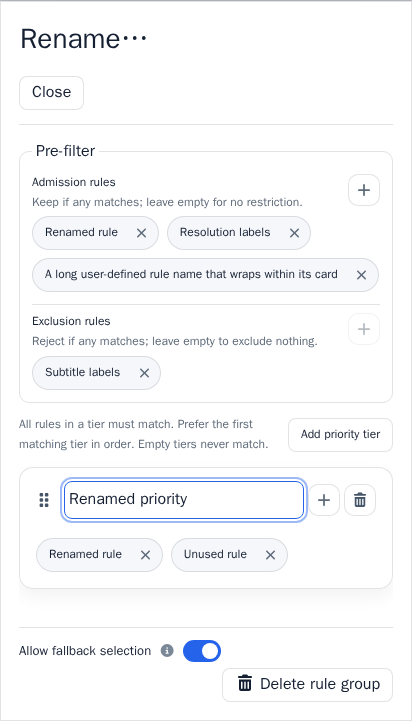 Rename…
Close
Pre-filter
Admission rules
Keep if any matches; leave empty for no restriction.
Renamed rule
Resolution labels
A long user-defined rule name that wraps within its card
Exclusion rules
Reject if any matches; leave empty to exclude nothing.
Subtitle labels
All rules in a tier must match. Prefer the first
matching tier in order. Empty tiers never match.
Add priority tier
Renamed priority
Renamed rule
Unused rule
Allow fallback selection
Delete rule group